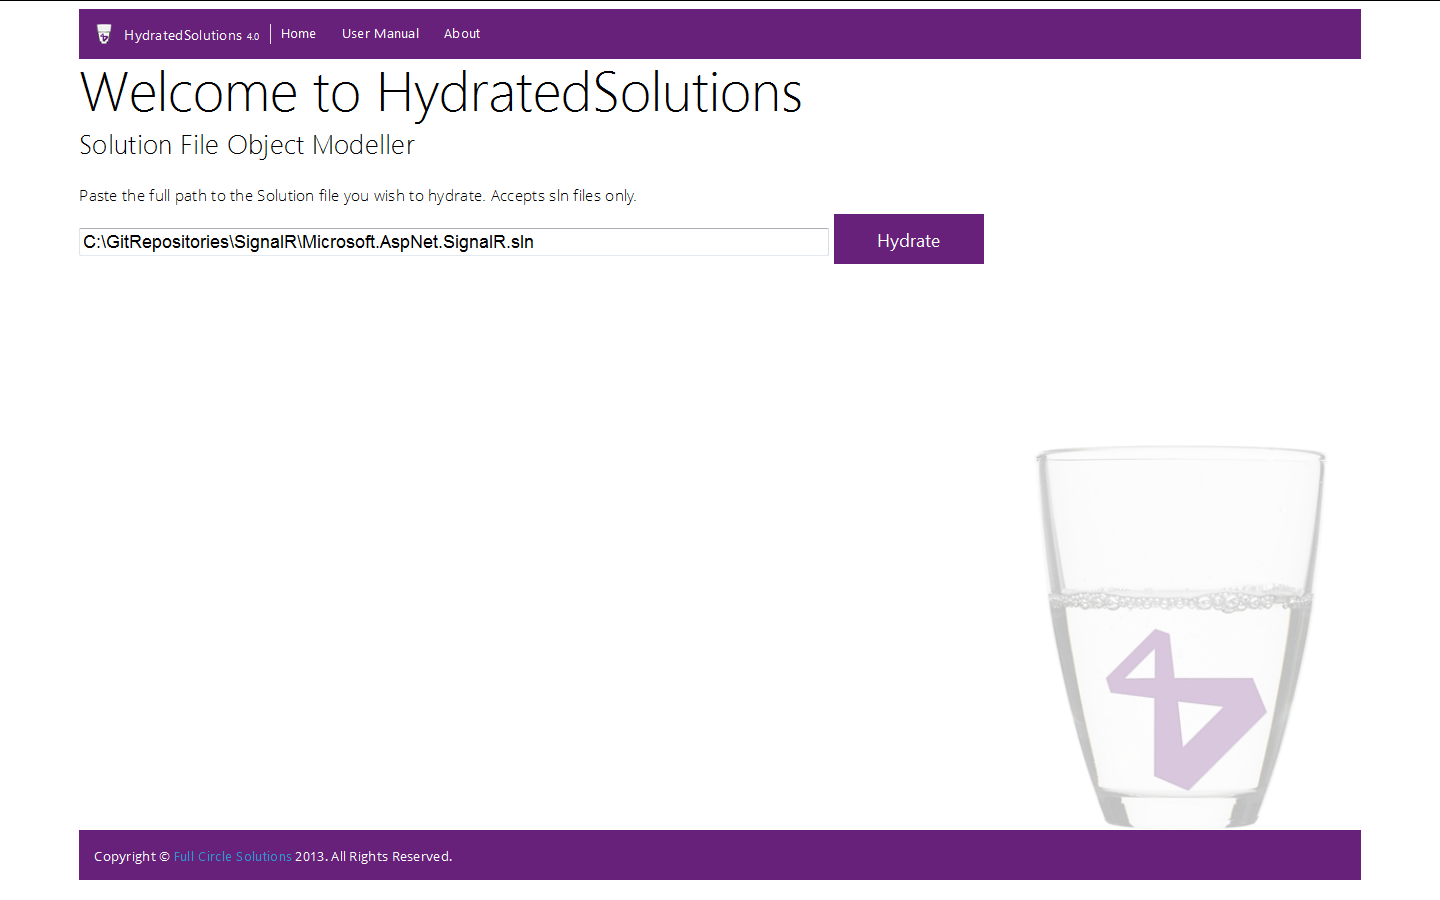 HydratedSolutions 4.0 Home User Manual About
Welcome to HydratedSolutions
Solution File Object Modeller
Paste the full path to the Solution file you wish to hydrate. Accepts sln files only.
C:\GitRepositories\SignalR\Microsoft.AspNet.SignalR.sln Hydrate
Copyright © Full Circle Solutions 2013. All Rights Reserved.